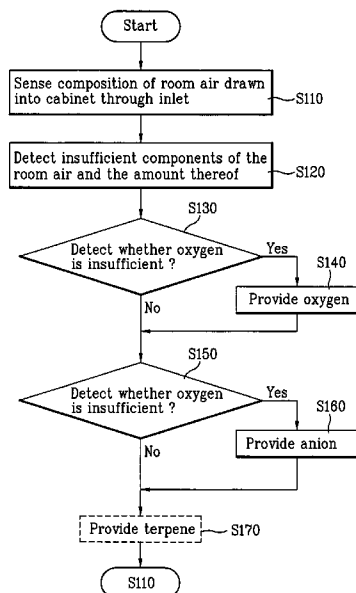 Start
Sense composition of room air drawn
into cabinet through inlet
S110
Detect insufficient components of the
room air and the amount thereof
S120
S130
Detect whether oxygen
is insufficient ?
Yes
S140
Provide oxygen
No
S150
Detect whether oxygen
is insufficient ?
Yes
S160
Provide anion
No
Provide terpene
S170
S110